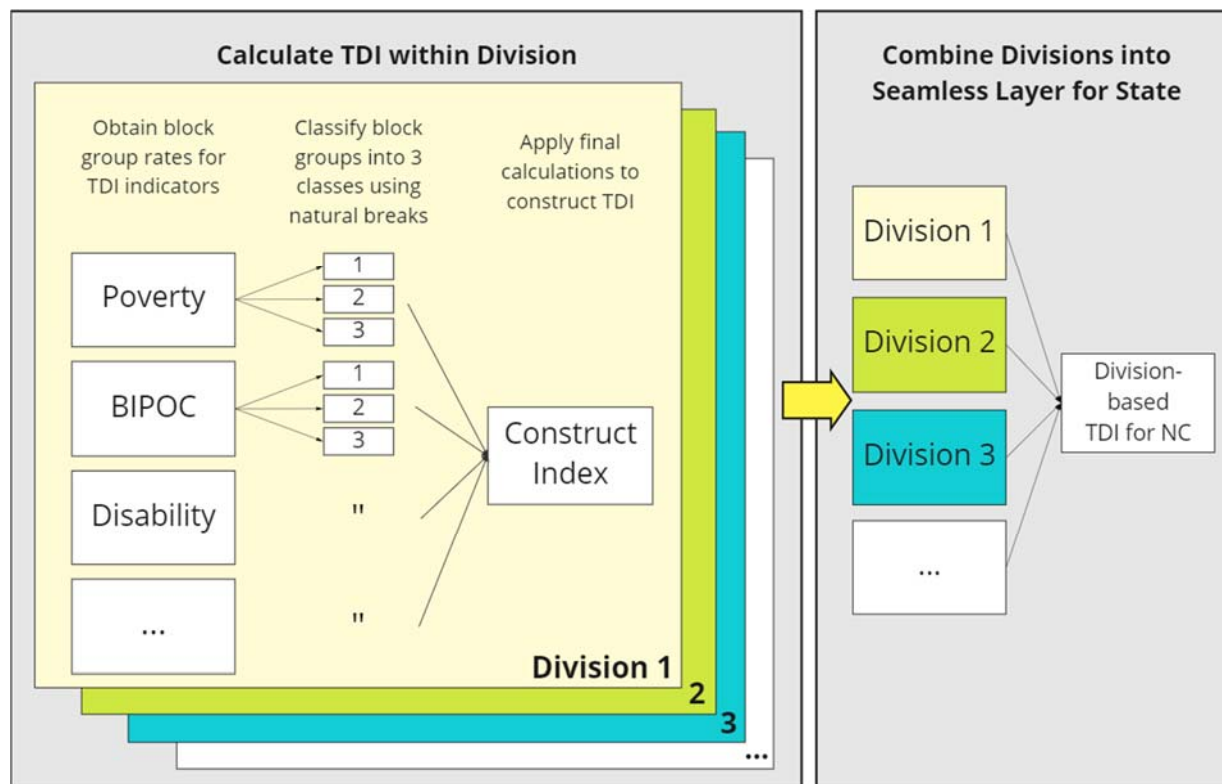 Calculate TDI within Division
Obtain block
group rates for
TDI indicators
Classify block
groups into 3
classes using
natural breaks
Apply final
calculations to
construct TDI
Poverty
1
2
3
BIPOC
1
2
3
Disability
"
...
"
Construct
Index
Division 1
2
3
...
Combine Divisions into
Seamless Layer for State
Division 1
Division 2
Division 3
...
Division-
based
TDI for NC